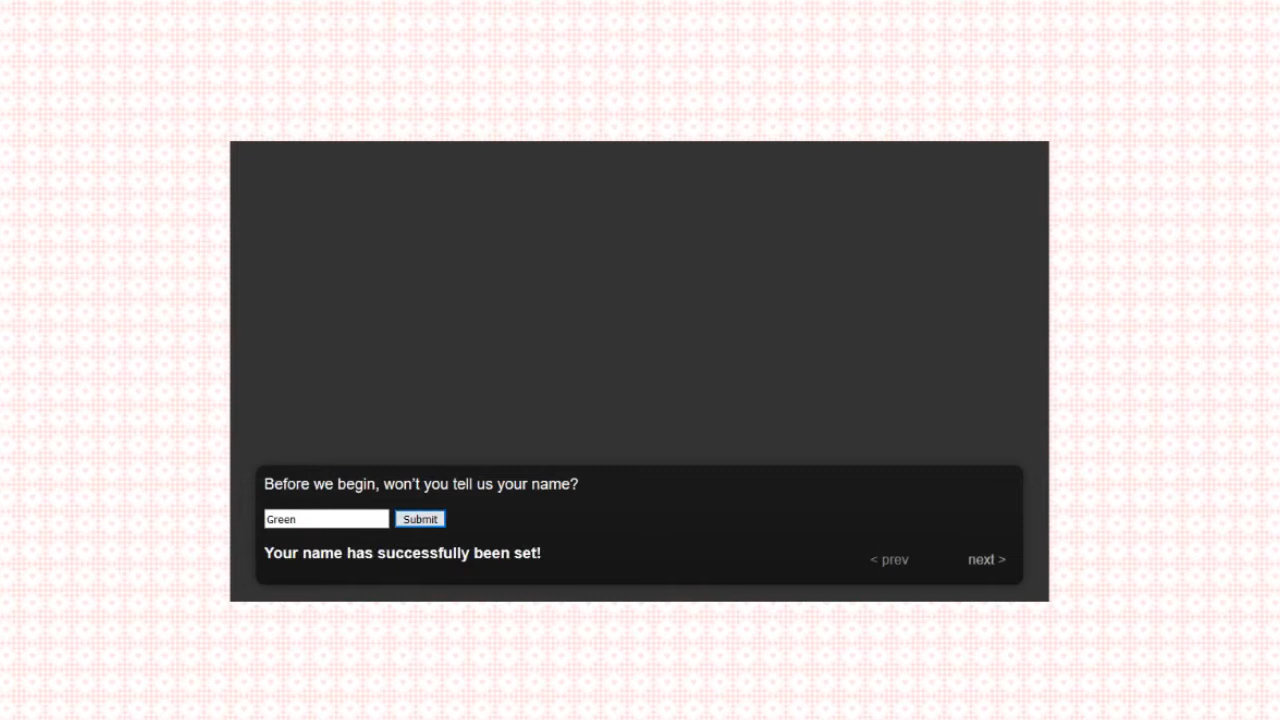 Before we begin, won't you tell us your name?
Green Submit
Your name has successfully been set!
< prev next >